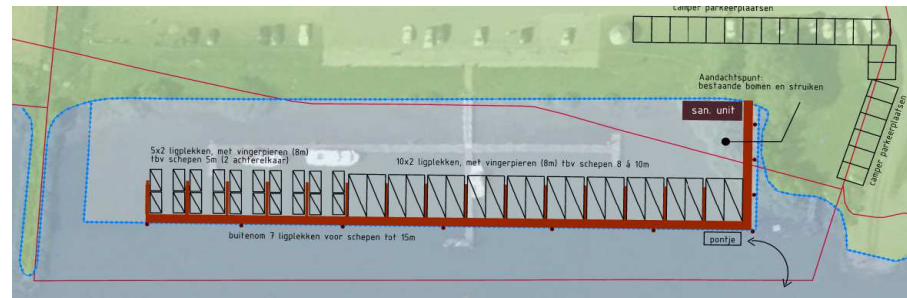 camper parkeerplaatsen
Aandachtspunt:
bestaande bomen en struiken
san. unit
camper parkeerplaatsen
5x2 ligplekken, met vingerpieren (8m)
tbv schepen 5m (2 achterelkaar)
10x2 ligplekken, met vingerpieren (8m) tbv schepen 8 á 10m
buitenom 7 ligplekken voor schepen tot 15m
pontje